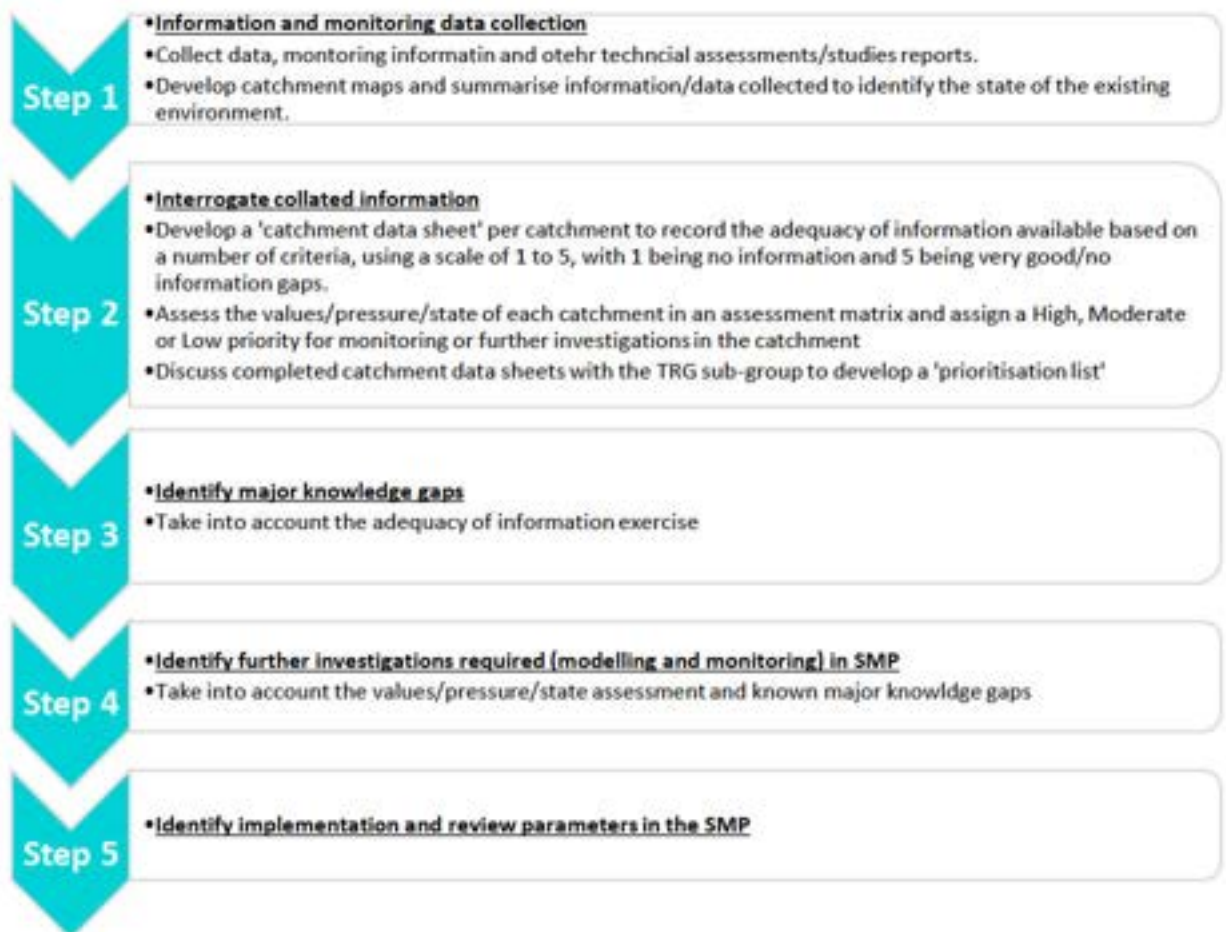 Step 1
•Information and monitoring data collection
•Collect data, montoring informatin and otehr techncial assessments/studies reports.
•Develop catchment maps and summarise information/data collected to identify the state of the existing
environment.
Step 2
•Interrogate collated information
•Develop a 'catchment data sheet' per catchment to record the adequacy of information available based on
a number of criteria, using a scale of 1 to 5, with 1 being no information and 5 being very good/no
information gaps.
•Assess the values/pressure/state of each catchment in an assessment matrix and assign a High, Moderate
or Low priority for monitoring or further investigations in the catchment
•Discuss completed catchment data sheets with the TRG sub-group to develop a 'prioritisation list'
Step 3
•Identify major knowledge gaps
•Take into account the adequacy of information exercise
Step 4
•Identify further investigations required (modelling and monitoring) in SMP
•Take into account the values/pressure/state assessment and known major knowldge gaps
Step 5
•Identify implementation and review parameters in the SMP